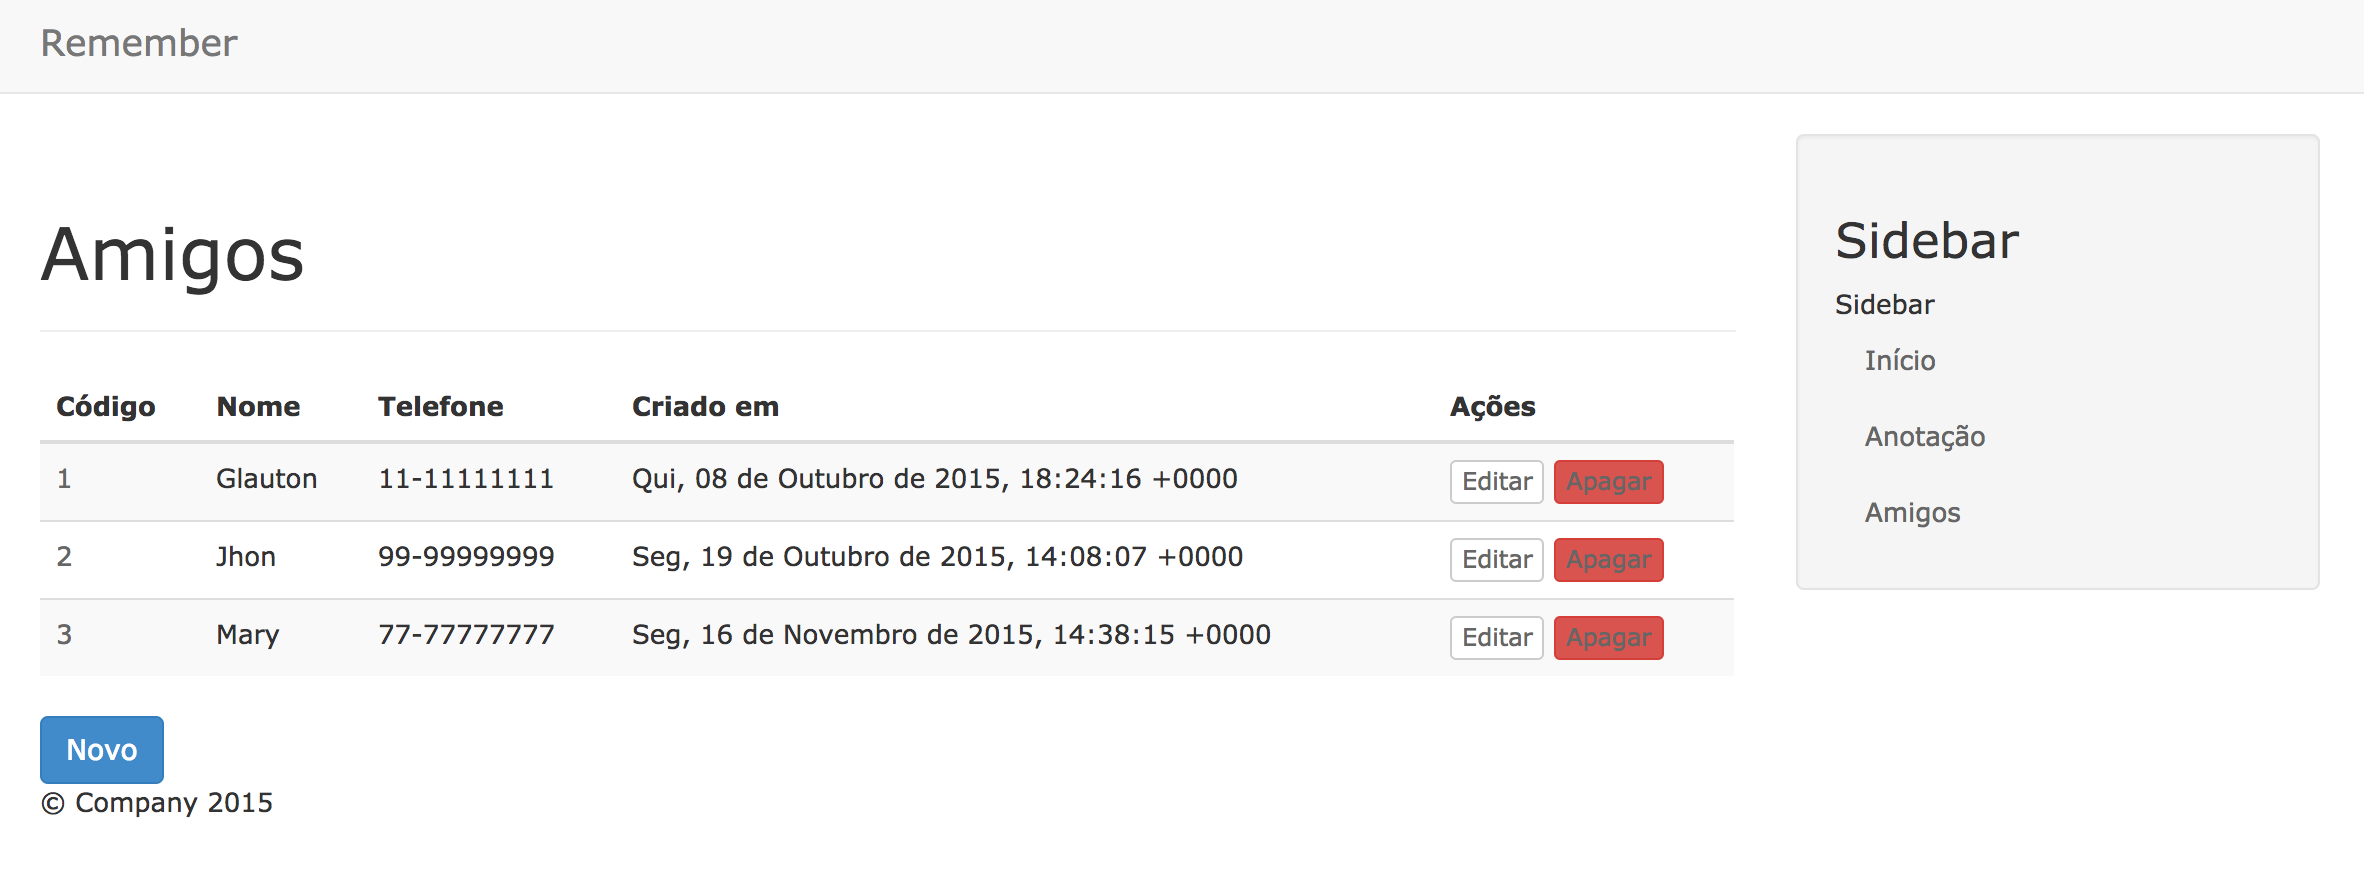 Remember
Amigos
Código Nome Telefone Criado em Ações
1 Glauton 11-11111111 Qui, 08 de Outubro de 2015, 18:24:16 +0000 Editar Apagar
2 Jhon 99-99999999 Seg, 19 de Outubro de 2015, 14:08:07 +0000 Editar Apagar
3 Mary 77-77777777 Seg, 16 de Novembro de 2015, 14:38:15 +0000 Editar Apagar
Novo
© Company 2015
Sidebar
Sidebar
Início
Anotação
Amigos